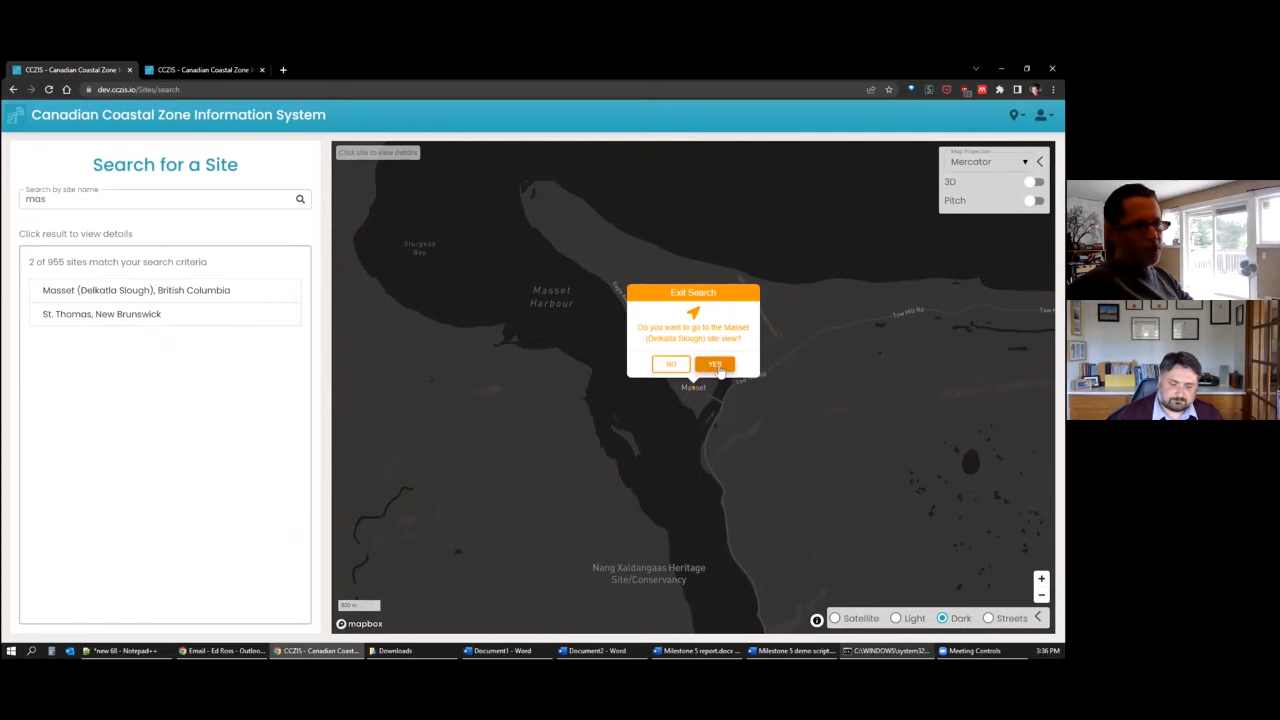 CCZIS - Canadian Coastal Zone I
CCZIS - Canadian Coastal Zone I
dev.cczis.io/Sites/search
Canadian Coastal Zone Information System
Search for a Site
Search by site name
mas
Click result to view details
2 of 955 sites match your search criteria
Masset (Delkatla Slough), British Columbia
St. Thomas, New Brunswick
Click site to view details
Map Projection
Mercator
3D
Pitch
Sturgess
Bay
Masset
Harbour
Tow Hill Rd
Tow H
Exit Search
Do you want to go to the Masset
(Delkatla Slough) site view?
NO
YES
Masset
Nang Xaldangaas Heritage
Site/Conservancy
800 m
mapbox
Satellite
Light
Dark
Streets
*new 68 - Notepad++
Email - Ed Ross - Outloo...
CCZIS - Canadian Coast...
Downloads
Document1 - Word
Document2 - Word
Milestone 5 report.docx ...
Milestone 5 demo script....
C:\WINDOWS\system32...
Meeting Controls
3:36 PM